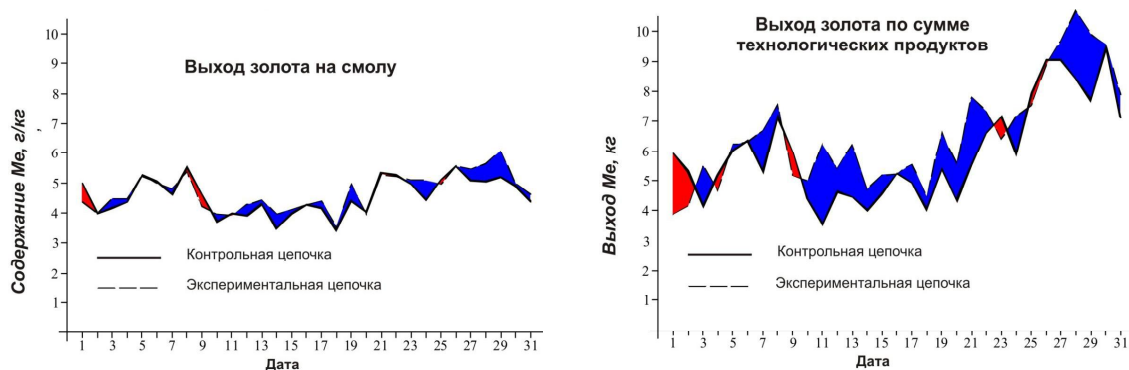 Выход золота на смолу
Содержание Ме, г/кг
,
10
9
8
7
6
5
4
3
2
1
Контрольная цепочка
Экспериментальная цепочка
1 3 5 7 9 11 13 15 17 19 21 23 25 27 29 31
Дата
Выход золота по сумме
технологических продуктов
Выход Ме, кг
10
9
8
7
6
5
4
3
2
1
Контрольная цепочка
Экспериментальная цепочка
1 3 5 7 9 11 13 15 17 19 21 23 25 27 29 31
Дата